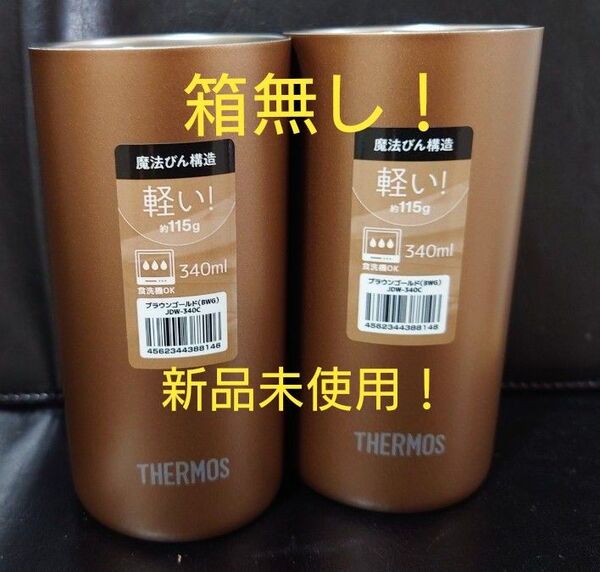 箱無し！
魔法びん構造
軽い!
約115g
340ml
食洗機OK
ブラウンゴールド(BWG)
JDW-340C
4562344388146
THERMOS
魔法びん構造
軽い!
約115g
340ml
食洗機OK
ブラウンゴールド(BWG)
JDW-340C
4562344388146
THERMOS
新品未使用！